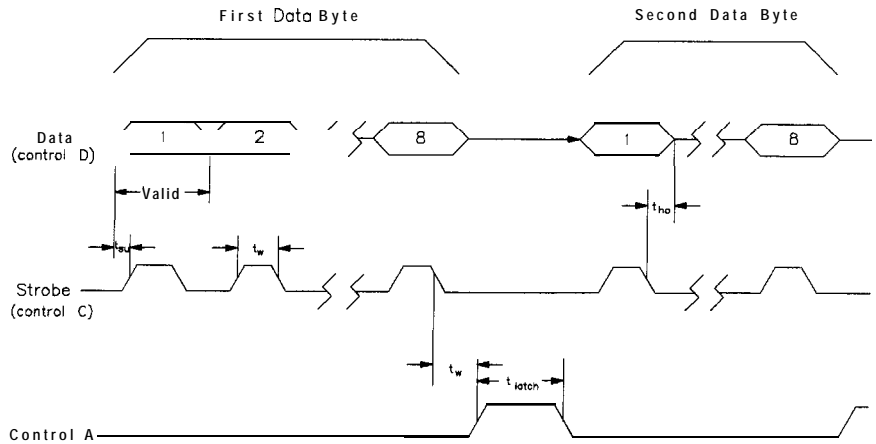 First Data Byte
Second Data Byte
Data
(control D)
1
2
8
1
8
Valid
t_ho
t_su
t_w
Strobe
(control C)
t_w
t_latch
Control A